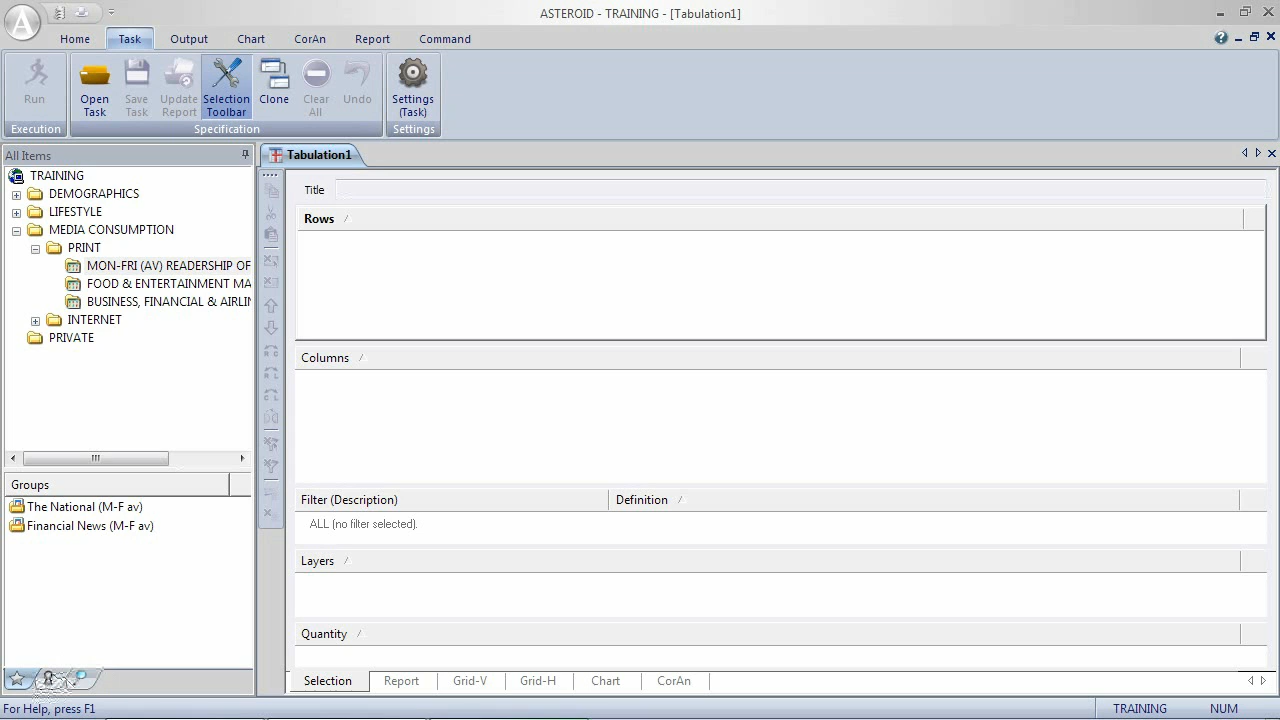 ASTEROID - TRAINING - [Tabulation1]
Home Task Output Chart CorAn Report Command
Run Open Task Save Task Update Report Selection Toolbar Clone Clear All Undo Settings (Task)
Execution Specification Settings
All Items
TRAINING
DEMOGRAPHICS
LIFESTYLE
MEDIA CONSUMPTION
PRINT
MON-FRI (AV) READERSHIP OF
FOOD & ENTERTAINMENT MA
BUSINESS, FINANCIAL & AIRLIN
INTERNET
PRIVATE
Groups
The National (M-F av)
Financial News (M-F av)
Tabulation1
Title
Rows
Columns
Filter (Description) Definition
ALL (no filter selected).
Layers
Quantity
Selection Report Grid-V Grid-H Chart CorAn
For Help, press F1 TRAINING NUM